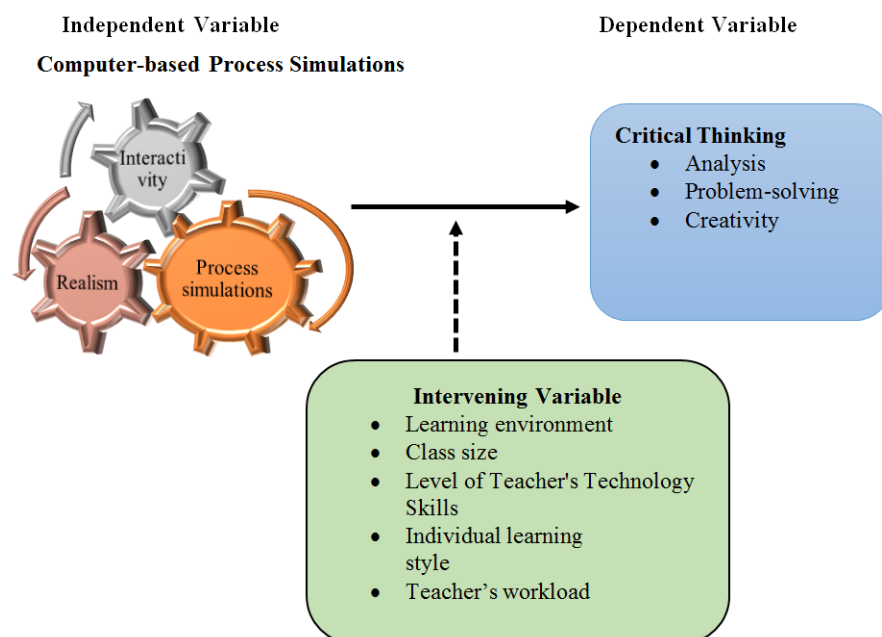 Independent Variable
Dependent Variable
Computer-based Process Simulations
Interacti
vity
Realism
Process
simulations
Critical Thinking
• Analysis
• Problem-solving
• Creativity
Intervening Variable
• Learning environment
• Class size
• Level of Teacher's Technology
Skills
• Individual learning
style
• Teacher’s workload